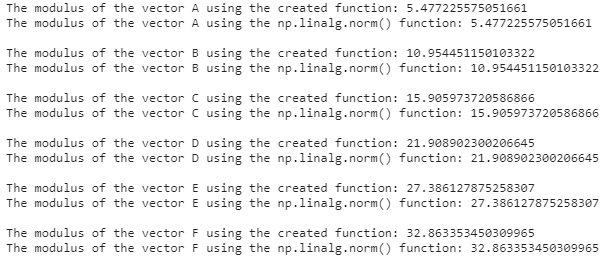 The modulus of the vector A using the created function: 5.477225575051661
The modulus of the vector A using the np.linalg.norm() function: 5.477225575051661
The modulus of the vector B using the created function: 10.954451150103322
The modulus of the vector B using the np.linalg.norm() function: 10.954451150103322
The modulus of the vector C using the created function: 15.905973720586866
The modulus of the vector C using the np.linalg.norm() function: 15.905973720586866
The modulus of the vector D using the created function: 21.908902300206645
The modulus of the vector D using the np.linalg.norm() function: 21.908902300206645
The modulus of the vector E using the created function: 27.386127875258307
The modulus of the vector E using the np.linalg.norm() function: 27.386127875258307
The modulus of the vector F using the created function: 32.863353450309965
The modulus of the vector F using the np.linalg.norm() function: 32.863353450309965